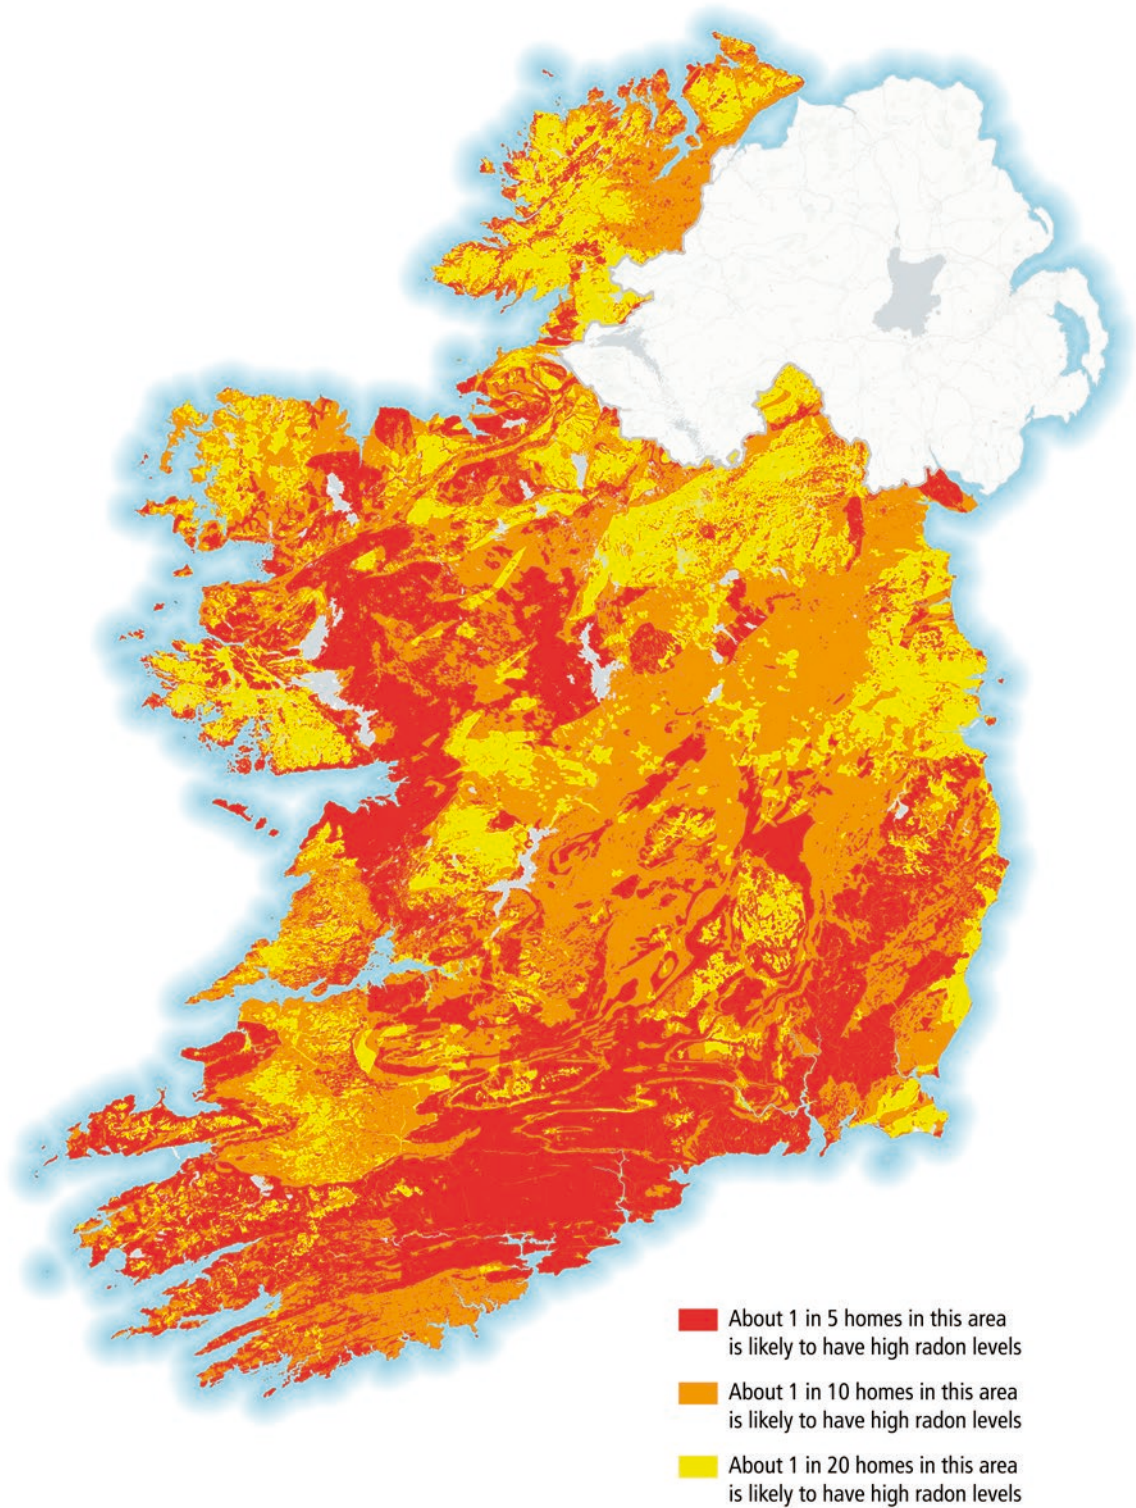 About 1 in 5 homes in this area
is likely to have high radon levels
About 1 in 10 homes in this area
is likely to have high radon levels
About 1 in 20 homes in this area
is likely to have high radon levels